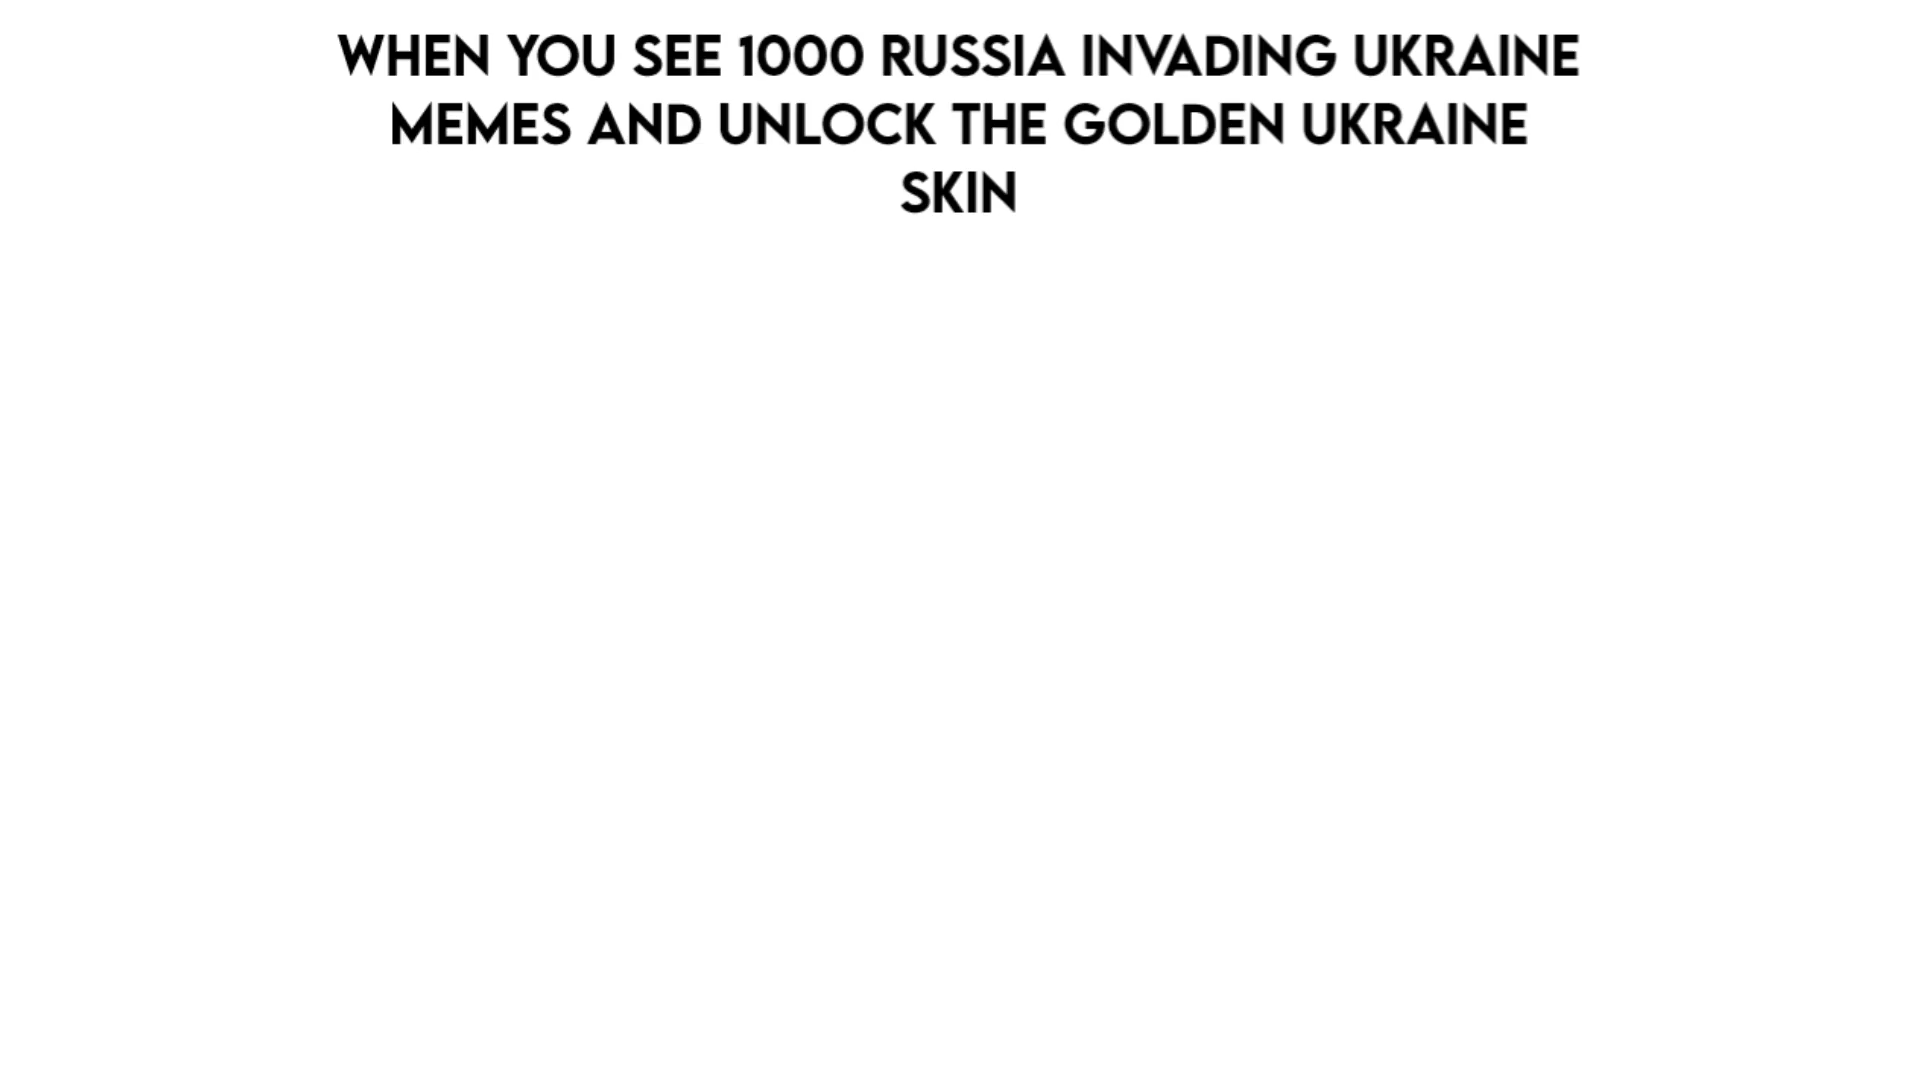 WHEN YOU SEE 1000 RUSSIA INVADING UKRAINE
MEMES AND UNLOCK THE GOLDEN UKRAINE
SKIN